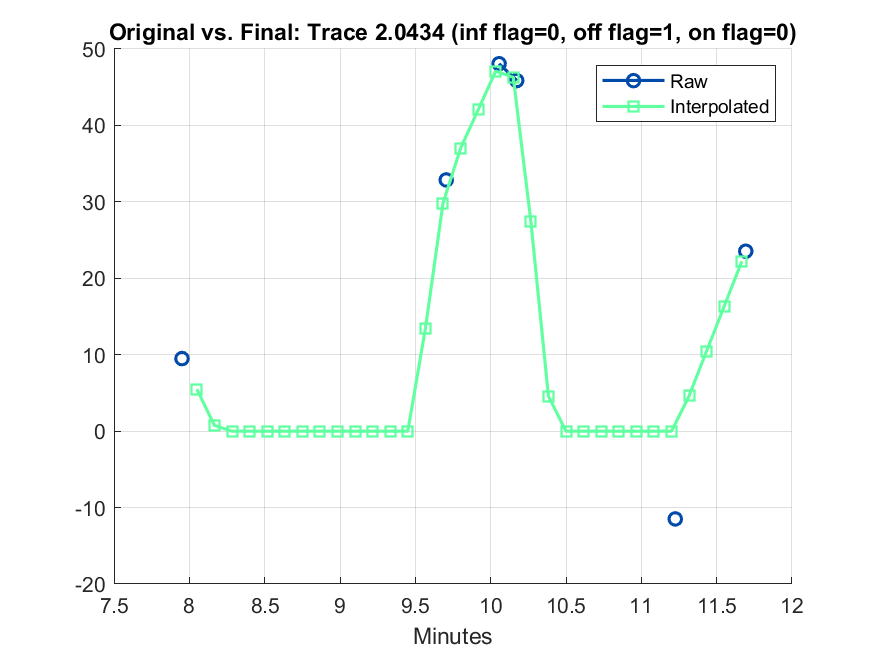 Original vs. Final: Trace 2.0434 (inf flag=0, off flag=1, on flag=0)
50
40
30
20
10
0
-10
-20
Raw
Interpolated
7.5 8 8.5 9 9.5 10 10.5 11 11.5 12
Minutes